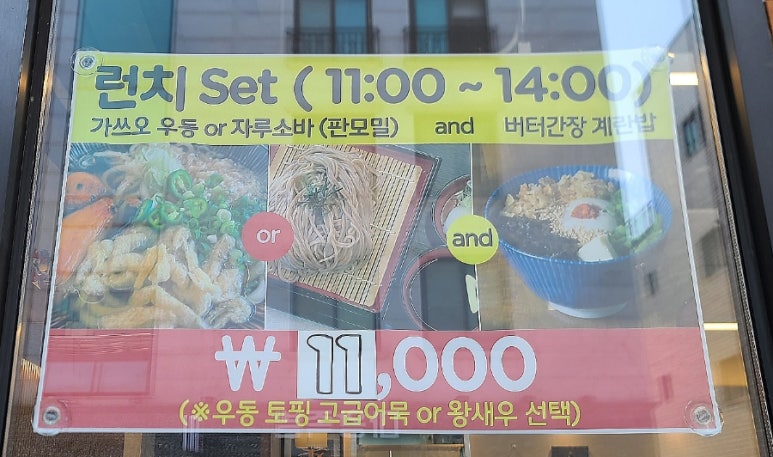 런치 Set ( 11:00 ~ 14:00)
가쓰오 우동 or 자루소바 (판모밀) and 버터간장 계란밥
or
and
₩ 11,000
(※우동 토핑 고급어묵 or 왕새우 선택)